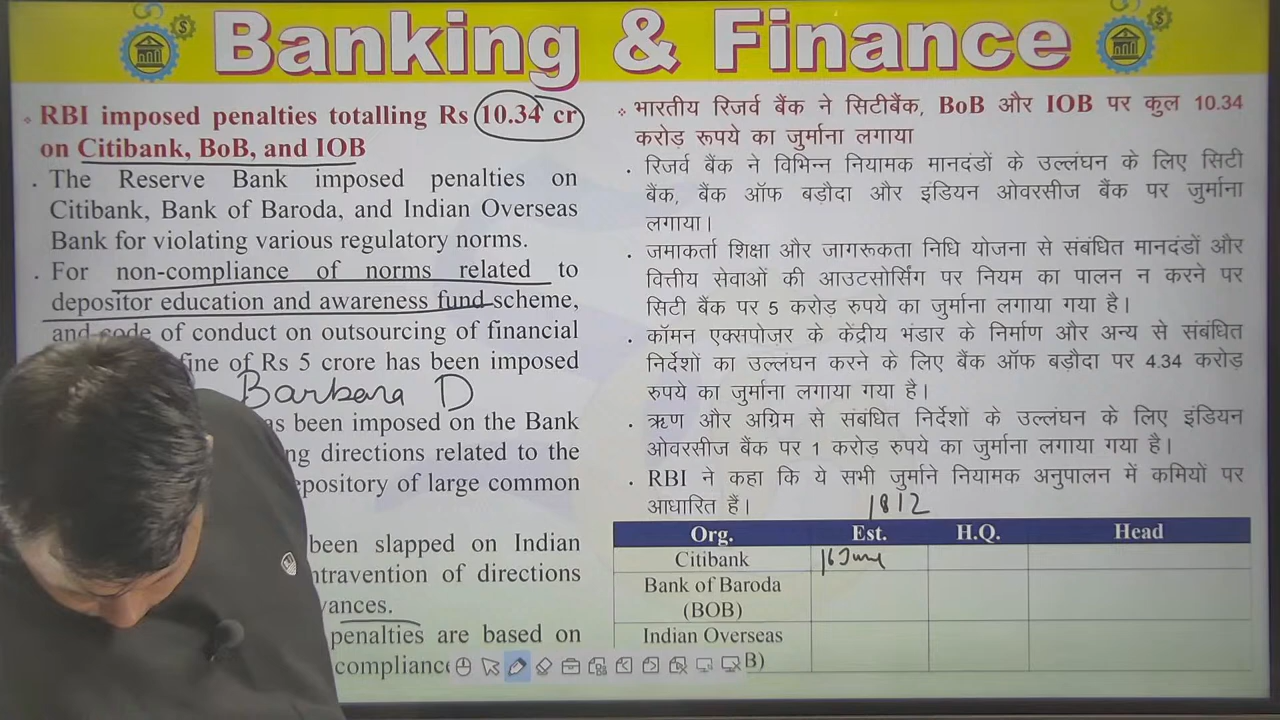 Banking & Finance
RBI imposed penalties totalling Rs 10.34 cr
on Citibank, BoB, and IOB
. The Reserve Bank imposed penalties on
Citibank, Bank of Baroda, and Indian Overseas
Bank for violating various regulatory norms.
. For non-compliance of norms related to
depositor education and awareness fund scheme,
and code of conduct on outsourcing of financial
fine of Rs 5 crore has been imposed
Barbara D
as been imposed on the Bank
ng directions related to the
epository of large common
been slapped on Indian
ntravention of directions
vances.
penalties are based on
compliance
भारतीय रिजर्व बैंक ने सिटीबैंक, BoB और IOB पर कुल 10.34
करोड़ रूपये का जुर्माना लगाया
. रिजर्व बैंक ने विभिन्न नियामक मानदंडों के उल्लंघन के लिए सिटी
बैंक, बैंक ऑफ बड़ौदा और इंडियन ओवरसीज बैंक पर जुर्माना
लगाया।
. जमाकर्ता शिक्षा और जागरूकता निधि योजना से संबंधित मानदंडों और
वित्तीय सेवाओं की आउटसोर्सिंग पर नियम का पालन न करने पर
सिटी बैंक पर 5 करोड़ रुपये का जुर्माना लगाया गया है।
. कॉमन एक्सपोजर के केंद्रीय भंडार के निर्माण और अन्य से संबंधित
निर्देशों का उल्लंघन करने के लिए बैंक ऑफ बड़ौदा पर 4.34 करोड़
रुपये का जुर्माना लगाया गया है।
. ऋण और अग्रिम से संबंधित निर्देशों के उल्लंघन के लिए इंडियन
ओवरसीज बैंक पर 1 करोड़ रुपये का जुर्माना लगाया गया है।
. RBI ने कहा कि ये सभी जुर्माने नियामक अनुपालन में कमियों पर
आधारित हैं।
1812
Org. Est. H.Q. Head
Citibank 16 June
Bank of Baroda
(BOB)
Indian Overseas
B)